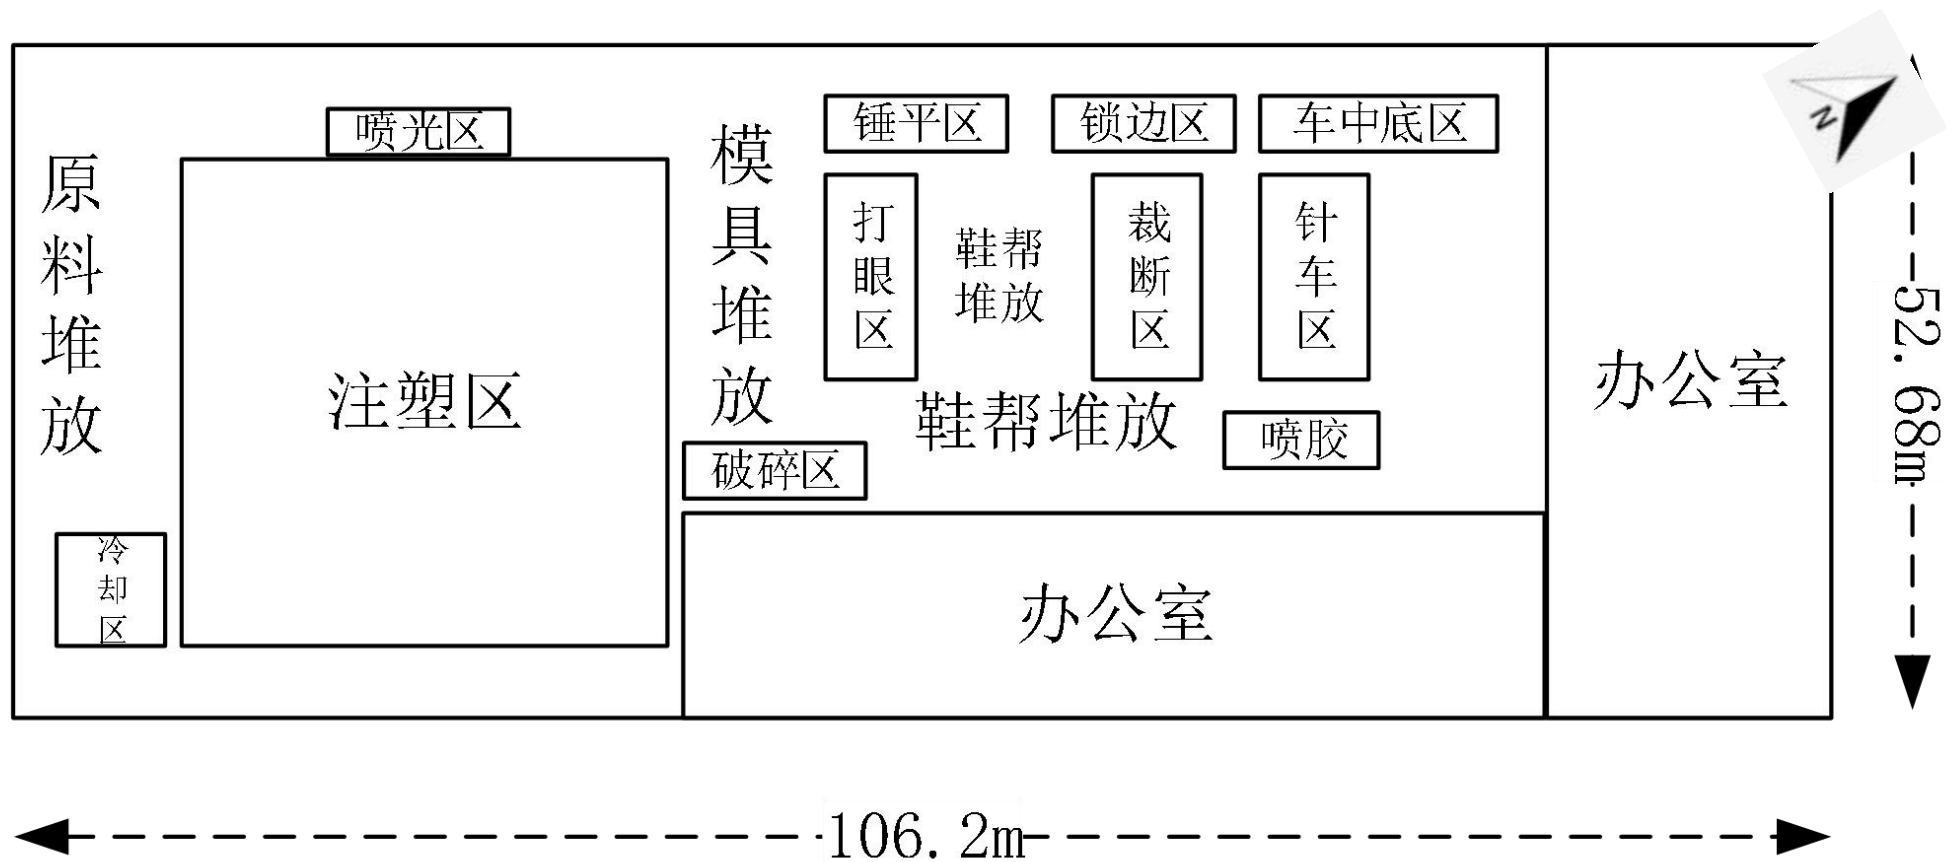 喷光区
锤平区
锁边区
车中底区
N
原料堆放
模具堆放
打眼区
鞋帮
堆放
裁断区
针车区
52.68m
注塑区
办公室
鞋帮堆放
喷胶
破碎区
冷却区
办公室
106.2m